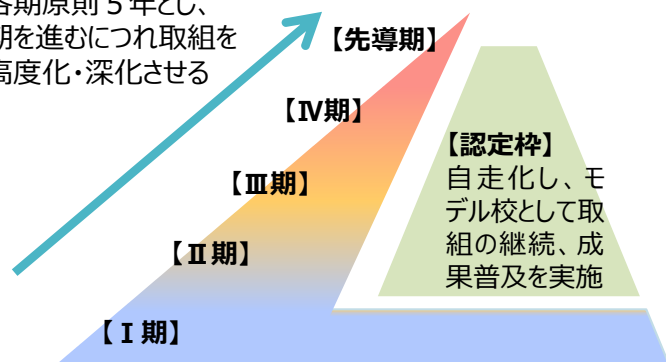 各期原則５年とし、
期を進むにつれ取組を
高度化・深化させる
【先導期】
【Ⅳ期】
【Ⅲ期】
【Ⅱ期】
【Ⅰ期】
【認定枠】
自走化し、モ
デル校として取
組の継続、成
果普及を実施